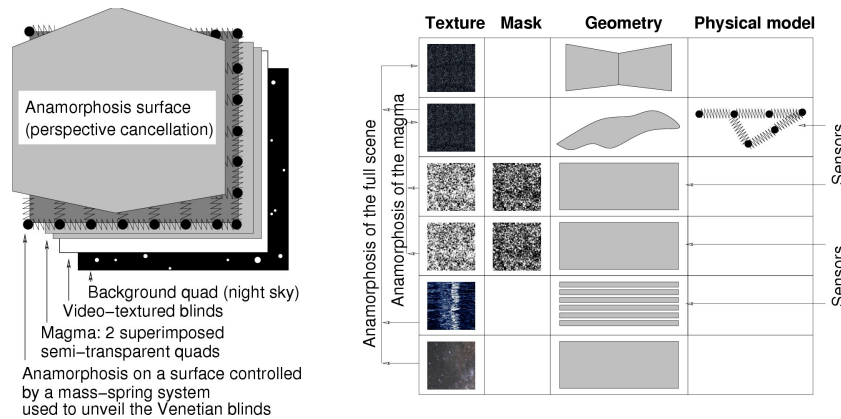 Anamorphosis surface
(perspective cancellation)
Background quad (night sky)
Video-textured blinds
Magma: 2 superimposed
semi-transparent quads
Anamorphosis on a surface controlled
by a mass-spring system
used to unveil the Venetian blinds
Texture Mask Geometry Physical model
Anamorphosis of the full scene
Anamorphosis of the magma
Sensors
Sensors